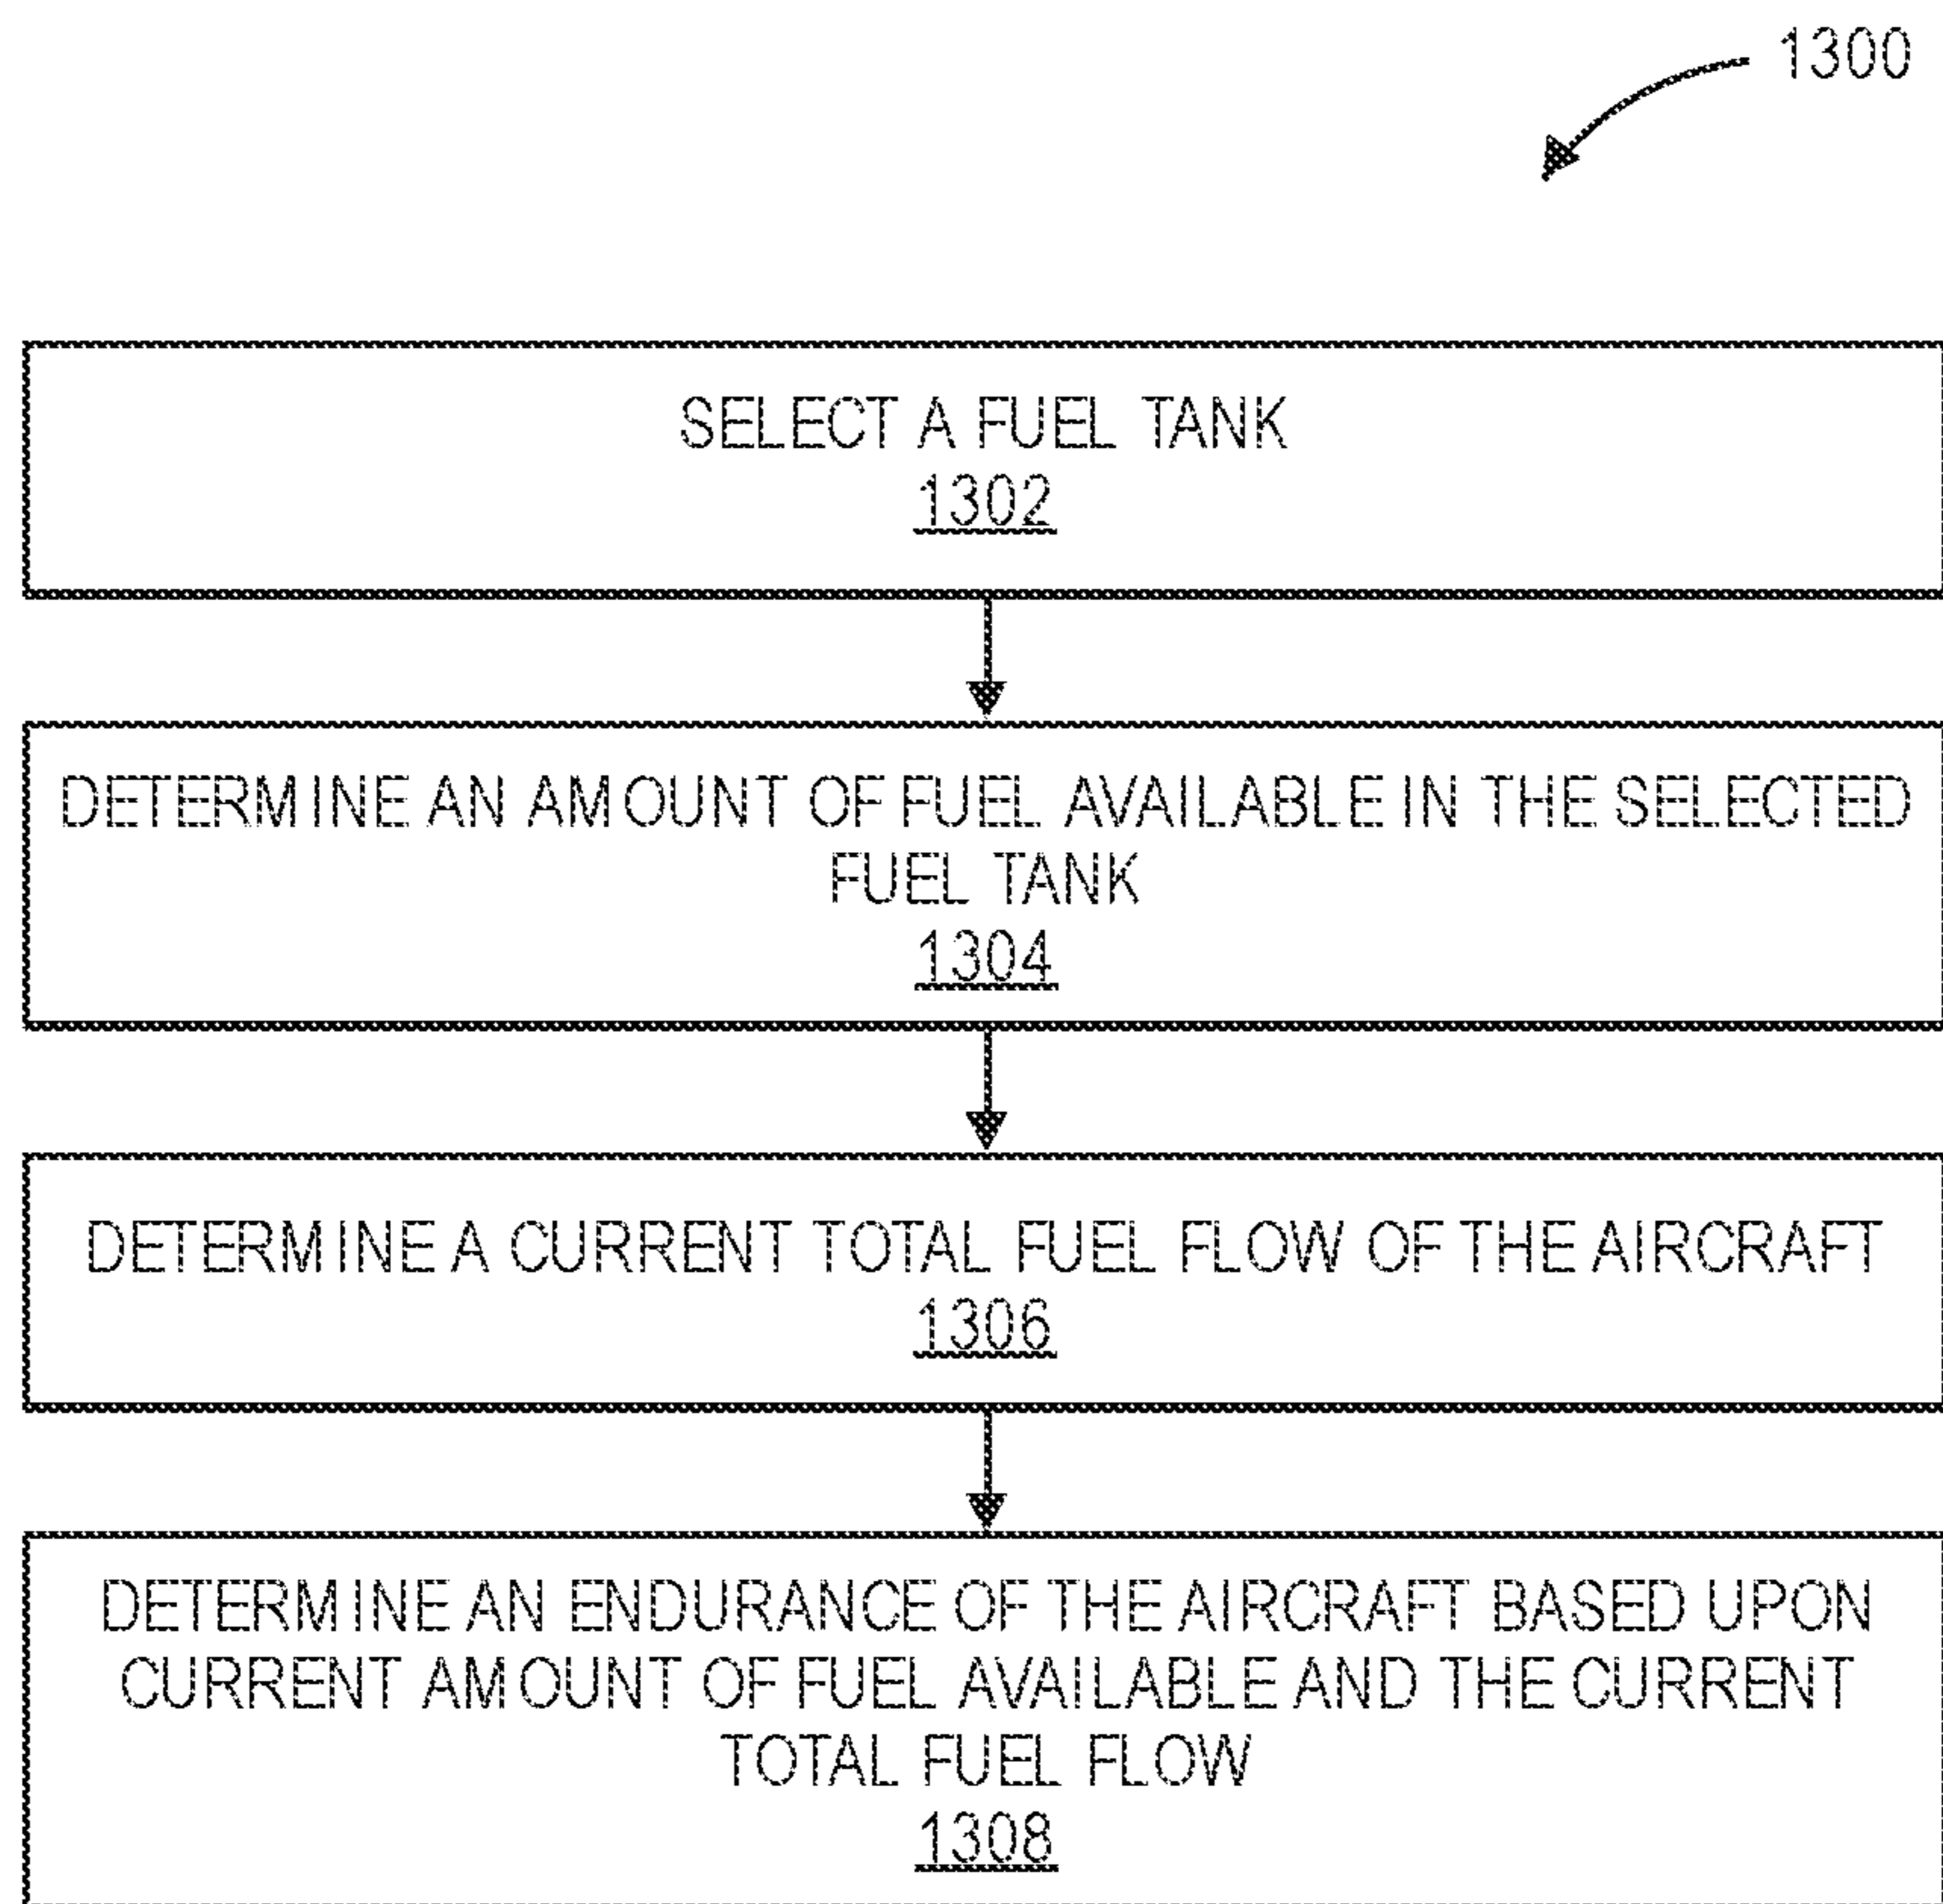 1300
SELECT A FUEL TANK
1302
DETERMINE AN AMOUNT OF FUEL AVAILABLE IN THE SELECTED
FUEL TANK
1304
DETERMINE A CURRENT TOTAL FUEL FLOW OF THE AIRCRAFT
1306
DETERMINE AN ENDURANCE OF THE AIRCRAFT BASED UPON
CURRENT AMOUNT OF FUEL AVAILABLE AND THE CURRENT
TOTAL FUEL FLOW
1308